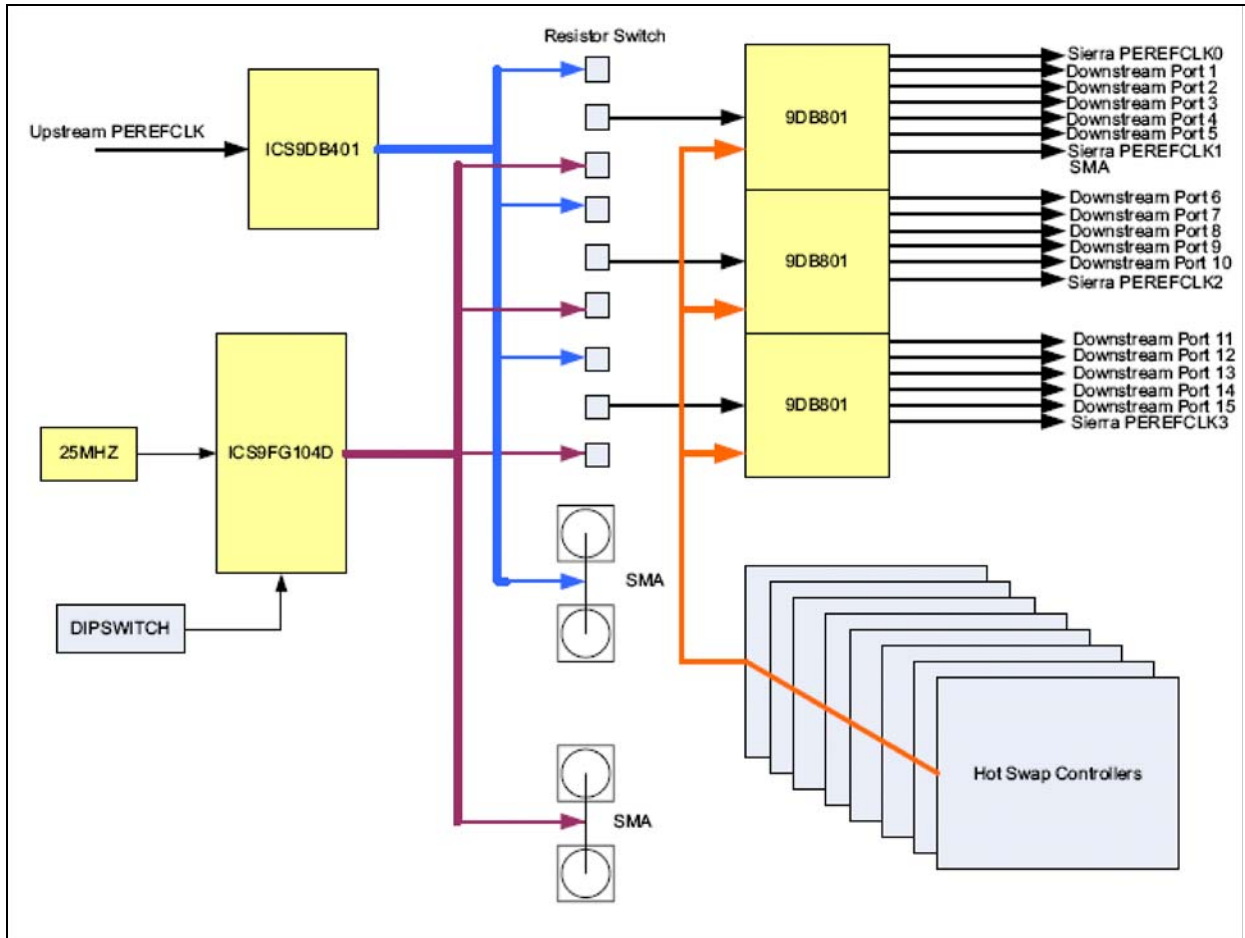 Resistor Switch
Upstream PEREFCLK
ICS9DB401
9DB801
Sierra PEREFCLK0
Downstream Port 1
Downstream Port 2
Downstream Port 3
Downstream Port 4
Downstream Port 5
Sierra PEREFCLK1
SMA
9DB801
Downstream Port 6
Downstream Port 7
Downstream Port 8
Downstream Port 9
Downstream Port 10
Sierra PEREFCLK2
9DB801
Downstream Port 11
Downstream Port 12
Downstream Port 13
Downstream Port 14
Downstream Port 15
Sierra PEREFCLK3
25MHZ
ICS9FG104D
DIPSWITCH
SMA
SMA
Hot Swap Controllers